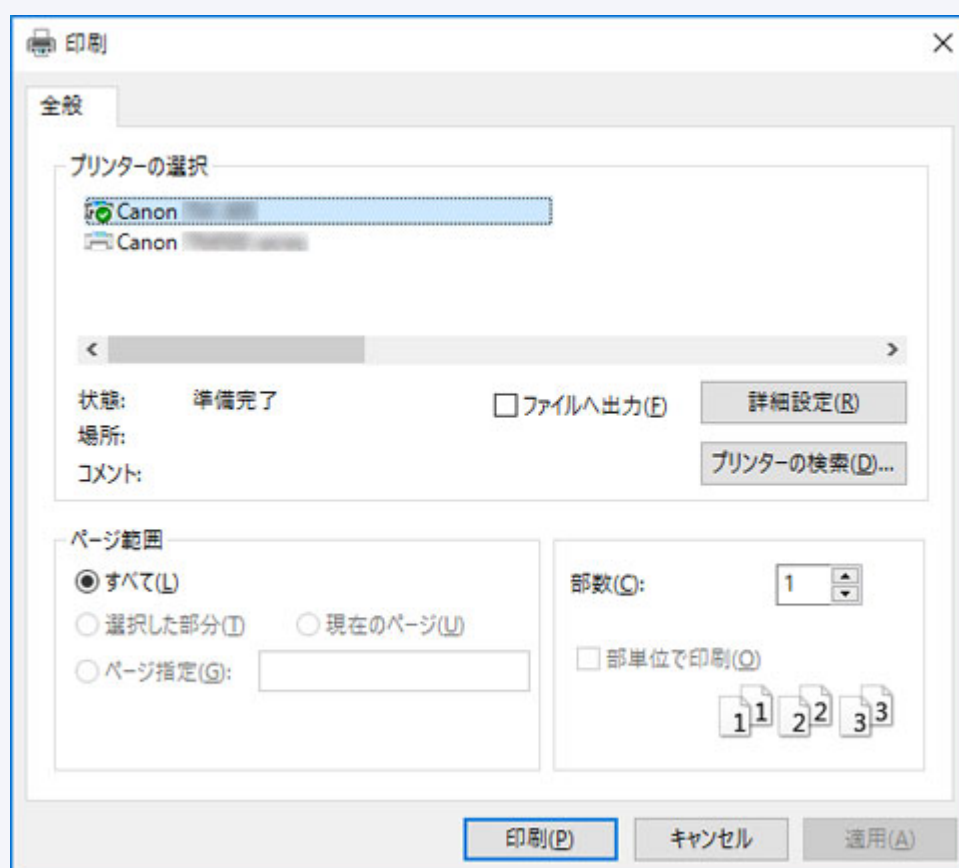 印刷
全般
プリンターの選択
Canon
Canon
状態: 準備完了
ファイルへ出力(F)
詳細設定(R)
場所:
プリンターの検索(D)...
コメント:
ページ範囲
すべて(L)
選択した部分(T) 現在のページ(U)
ページ指定(G):
部数(C): 1
部単位で印刷(O)
1 1 2 2 3 3
印刷(P) キャンセル 適用(A)